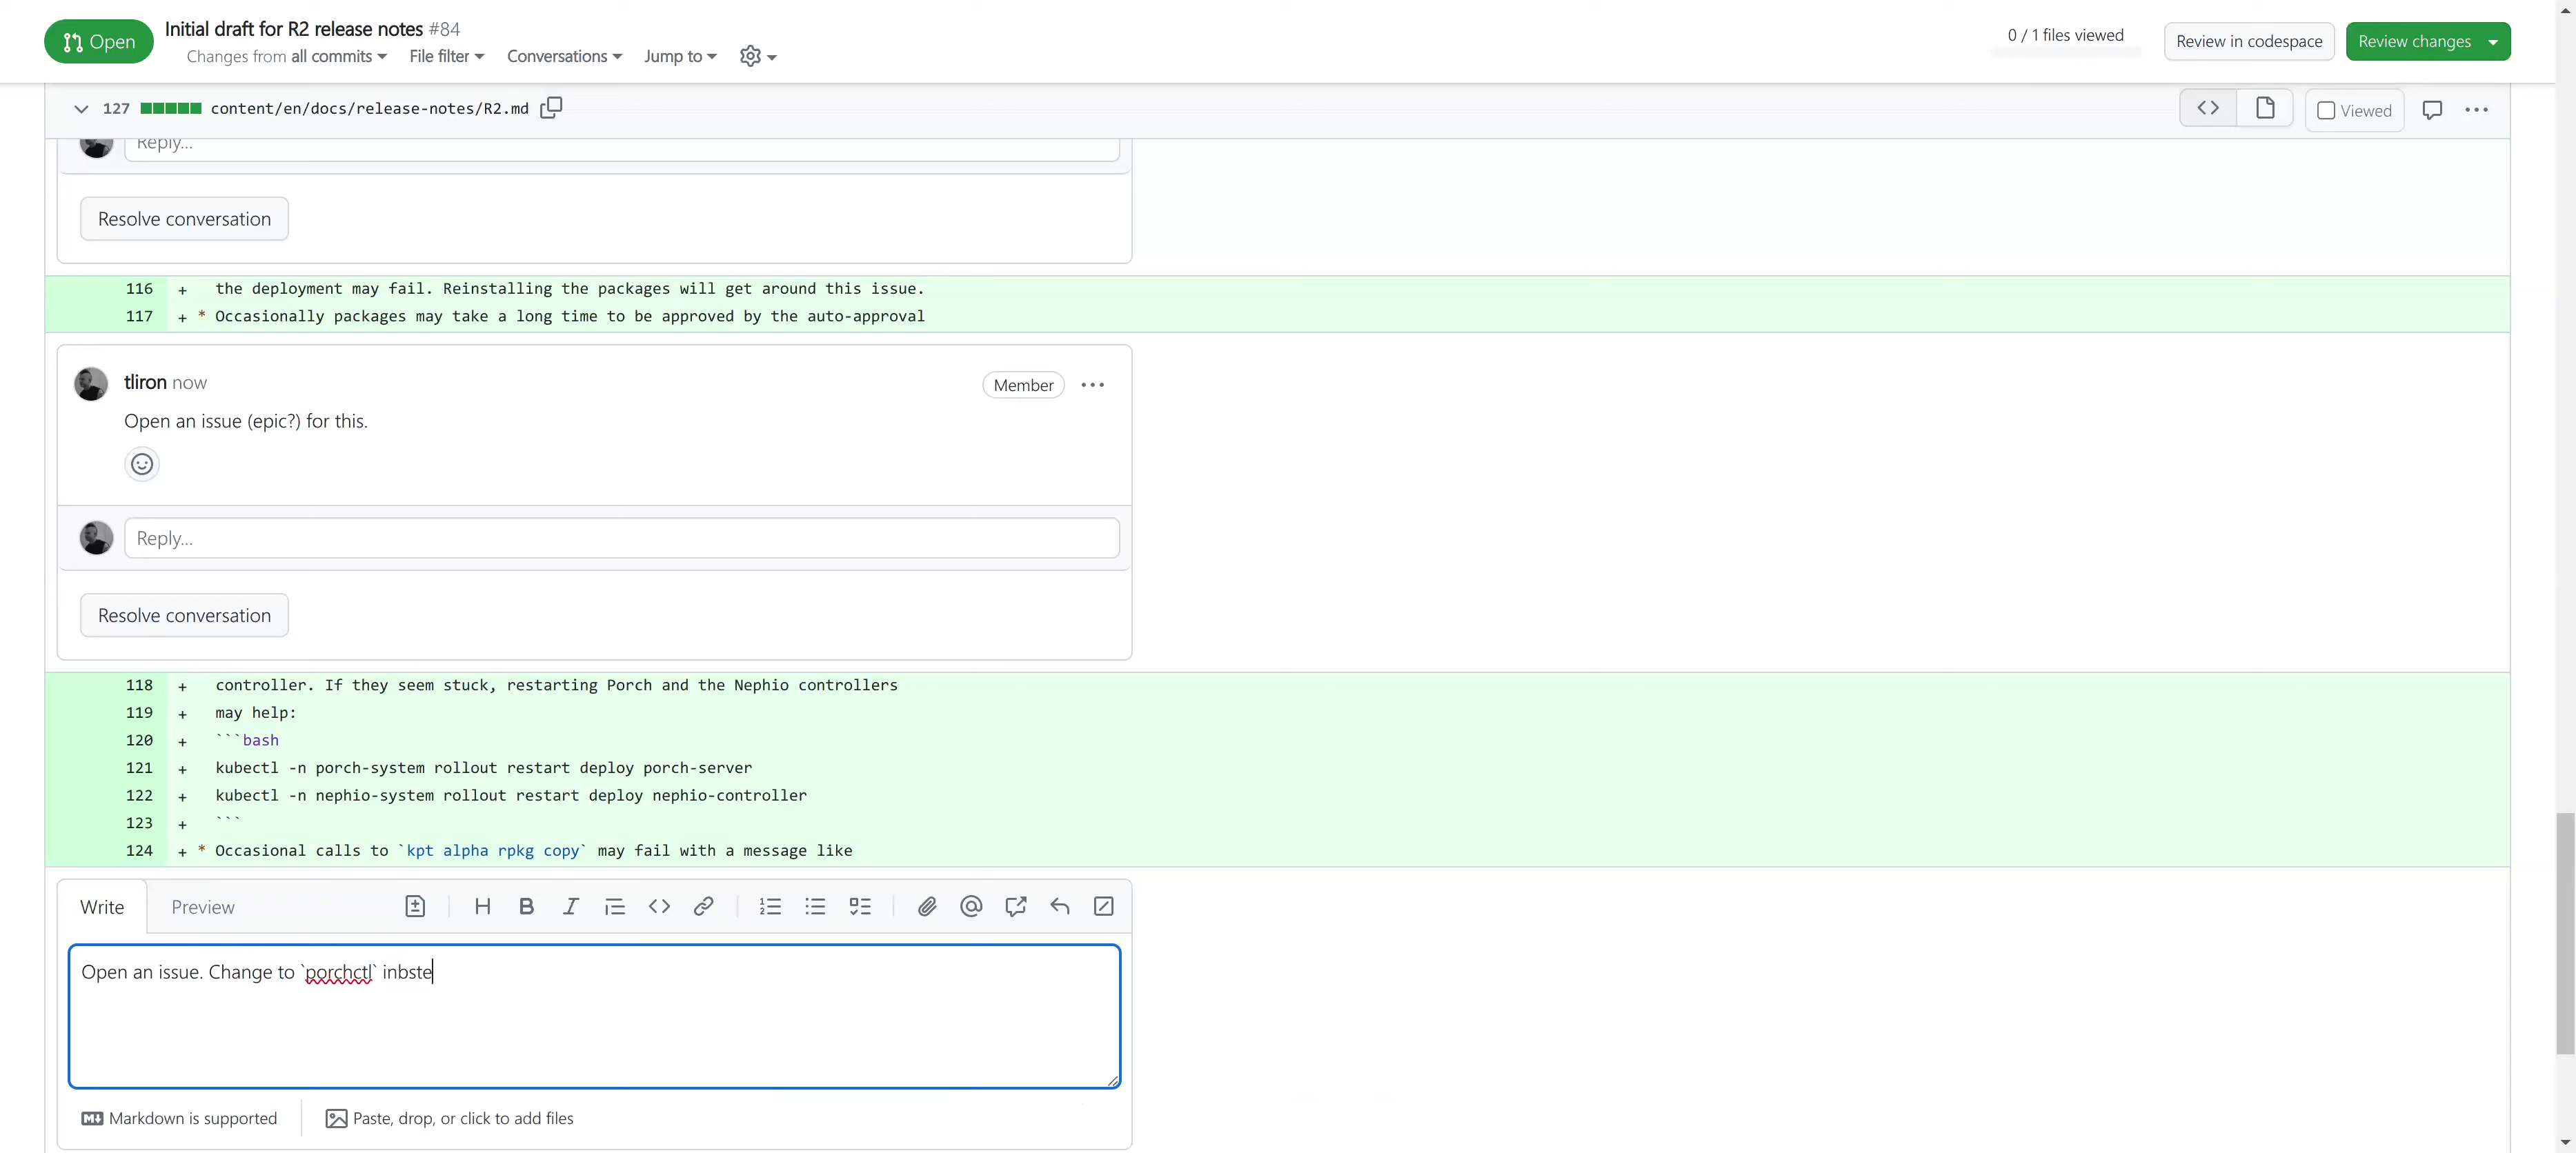 Open
Initial draft for R2 release notes #84
Changes from all commits File filter Conversations Jump to
0 / 1 files viewed
Review in codespace
Review changes
127 content/en/docs/release-notes/R2.md
Viewed
Reply...
Resolve conversation
116 + the deployment may fail. Reinstalling the packages will get around this issue.
117 + * Occasionally packages may take a long time to be approved by the auto-approval
tliron now
Member
Open an issue (epic?) for this.
Reply...
Resolve conversation
118 + controller. If they seem stuck, restarting Porch and the Nephio controllers
119 + may help:
120 + ```bash
121 + kubectl -n porch-system rollout restart deploy porch-server
122 + kubectl -n nephio-system rollout restart deploy nephio-controller
123 + ```
124 + * Occasional calls to `kpt alpha rpkg copy` may fail with a message like
Write Preview
Open an issue. Change to `porchctl` inbste
Markdown is supported
Paste, drop, or click to add files